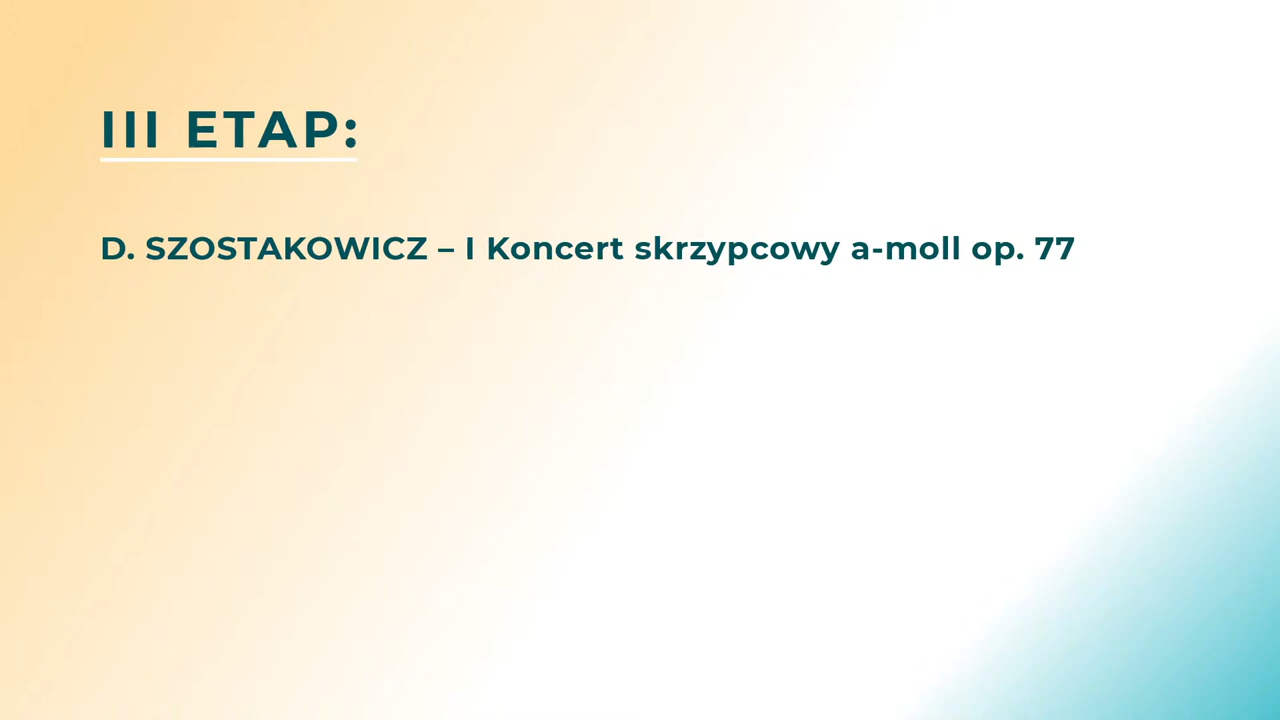 III ETAP:
D. SZOSTAKOWICZ – I Koncert skrzypcowy a-moll op. 77